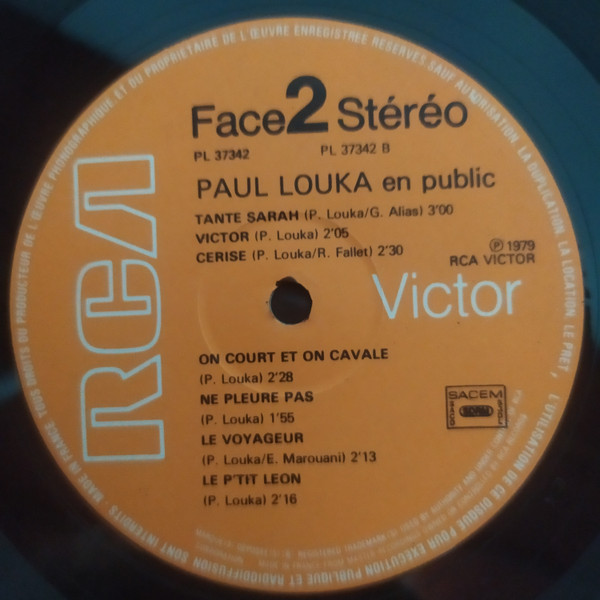 Face 2 Stéréo
PL 37342 PL 37342 B
PAUL LOUKA en public
TANTE SARAH (P. Louka/G. Alias) 3'00
VICTOR (P. Louka) 2'05
CERISE (P. Louka/R. Fallet) 2'30
℗ 1979
RCA VICTOR
RCA
Victor
ON COURT ET ON CAVALE
(P. Louka) 2'28
NE PLEURE PAS
(P. Louka) 1'55
LE VOYAGEUR
(P. Louka/E. Marouani) 2'13
LE P'TIT LEON
(P. Louka) 2'16
SACEM
MADE IN FRANCE TOUS DROITS DU PRODUCTEUR DE L'ŒUVRE PHONOGRAPHIQUE ET DU PROPRIETAIRE DE L'ŒUVRE ENREGISTREE RESERVES. SAUF AUTORISATION. LA DUPLICATION. LA LOCATION. LE PRET, L'UTILISATION DE CE DISQUE POUR EXECUTION PUBLIQUE ET RADIODIFFUSION SONT INTERDITS.